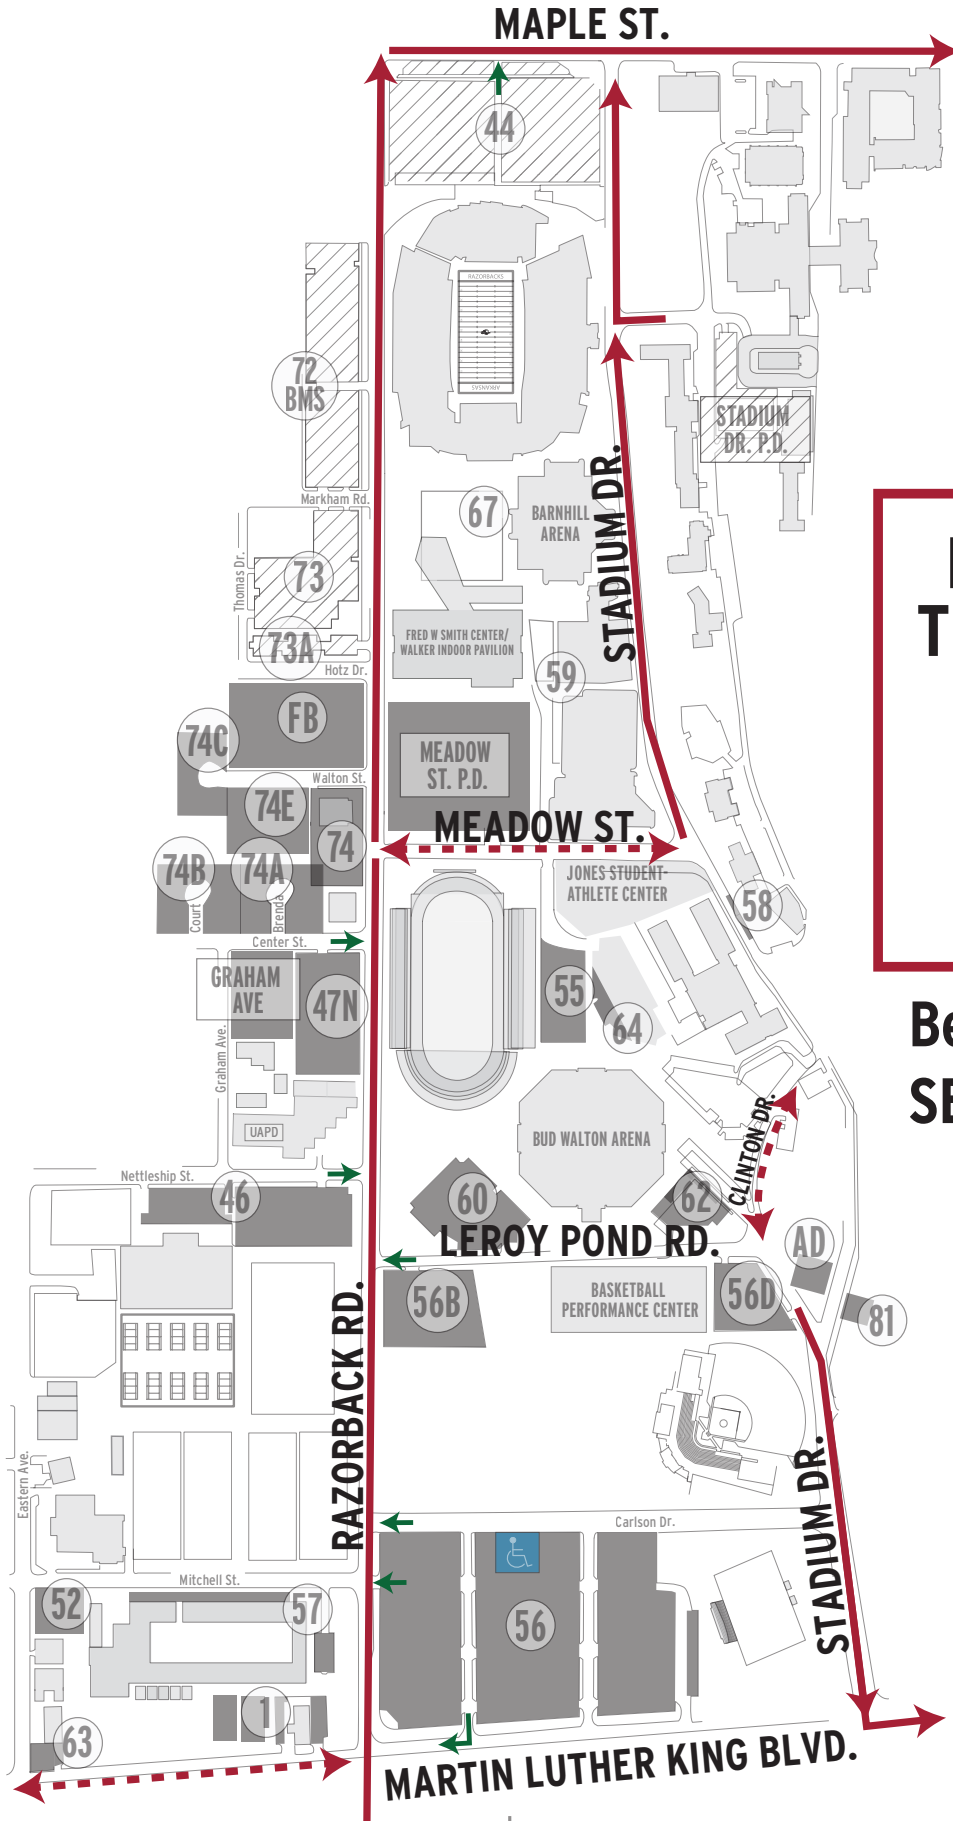 MAPLE ST.
44
RAZORBACKS
ARKANSAS
72
BMS
STADIUM
DR. P.D.
Markham Rd.
67
BARNHILL
ARENA
STADIUM DR.
Thomas Dr.
73
73A
FRED W SMITH CENTER/
WALKER INDOOR PAVILION
Hotz Dr.
59
T
FB
74C
MEADOW
ST. P.D.
Walton St.
74E
74
MEADOW ST.
74B
74A
JONES STUDENT-
ATHLETE CENTER
58
Court
Brenda
Center St.
GRAHAM
AVE
47N
55
64
Be
Graham Ave.
UAPD
BUD WALTON ARENA
CLINTON DR.
Nettleship St.
46
60
62
LEROY POND RD.
AD
56B
BASKETBALL
PERFORMANCE CENTER
56D
81
RAZORBACK RD.
Eastern Ave.
STADIUM DR.
Carlson Dr.
Mitchell St.
52
57
56
1
63
MARTIN LUTHER KING BLVD.